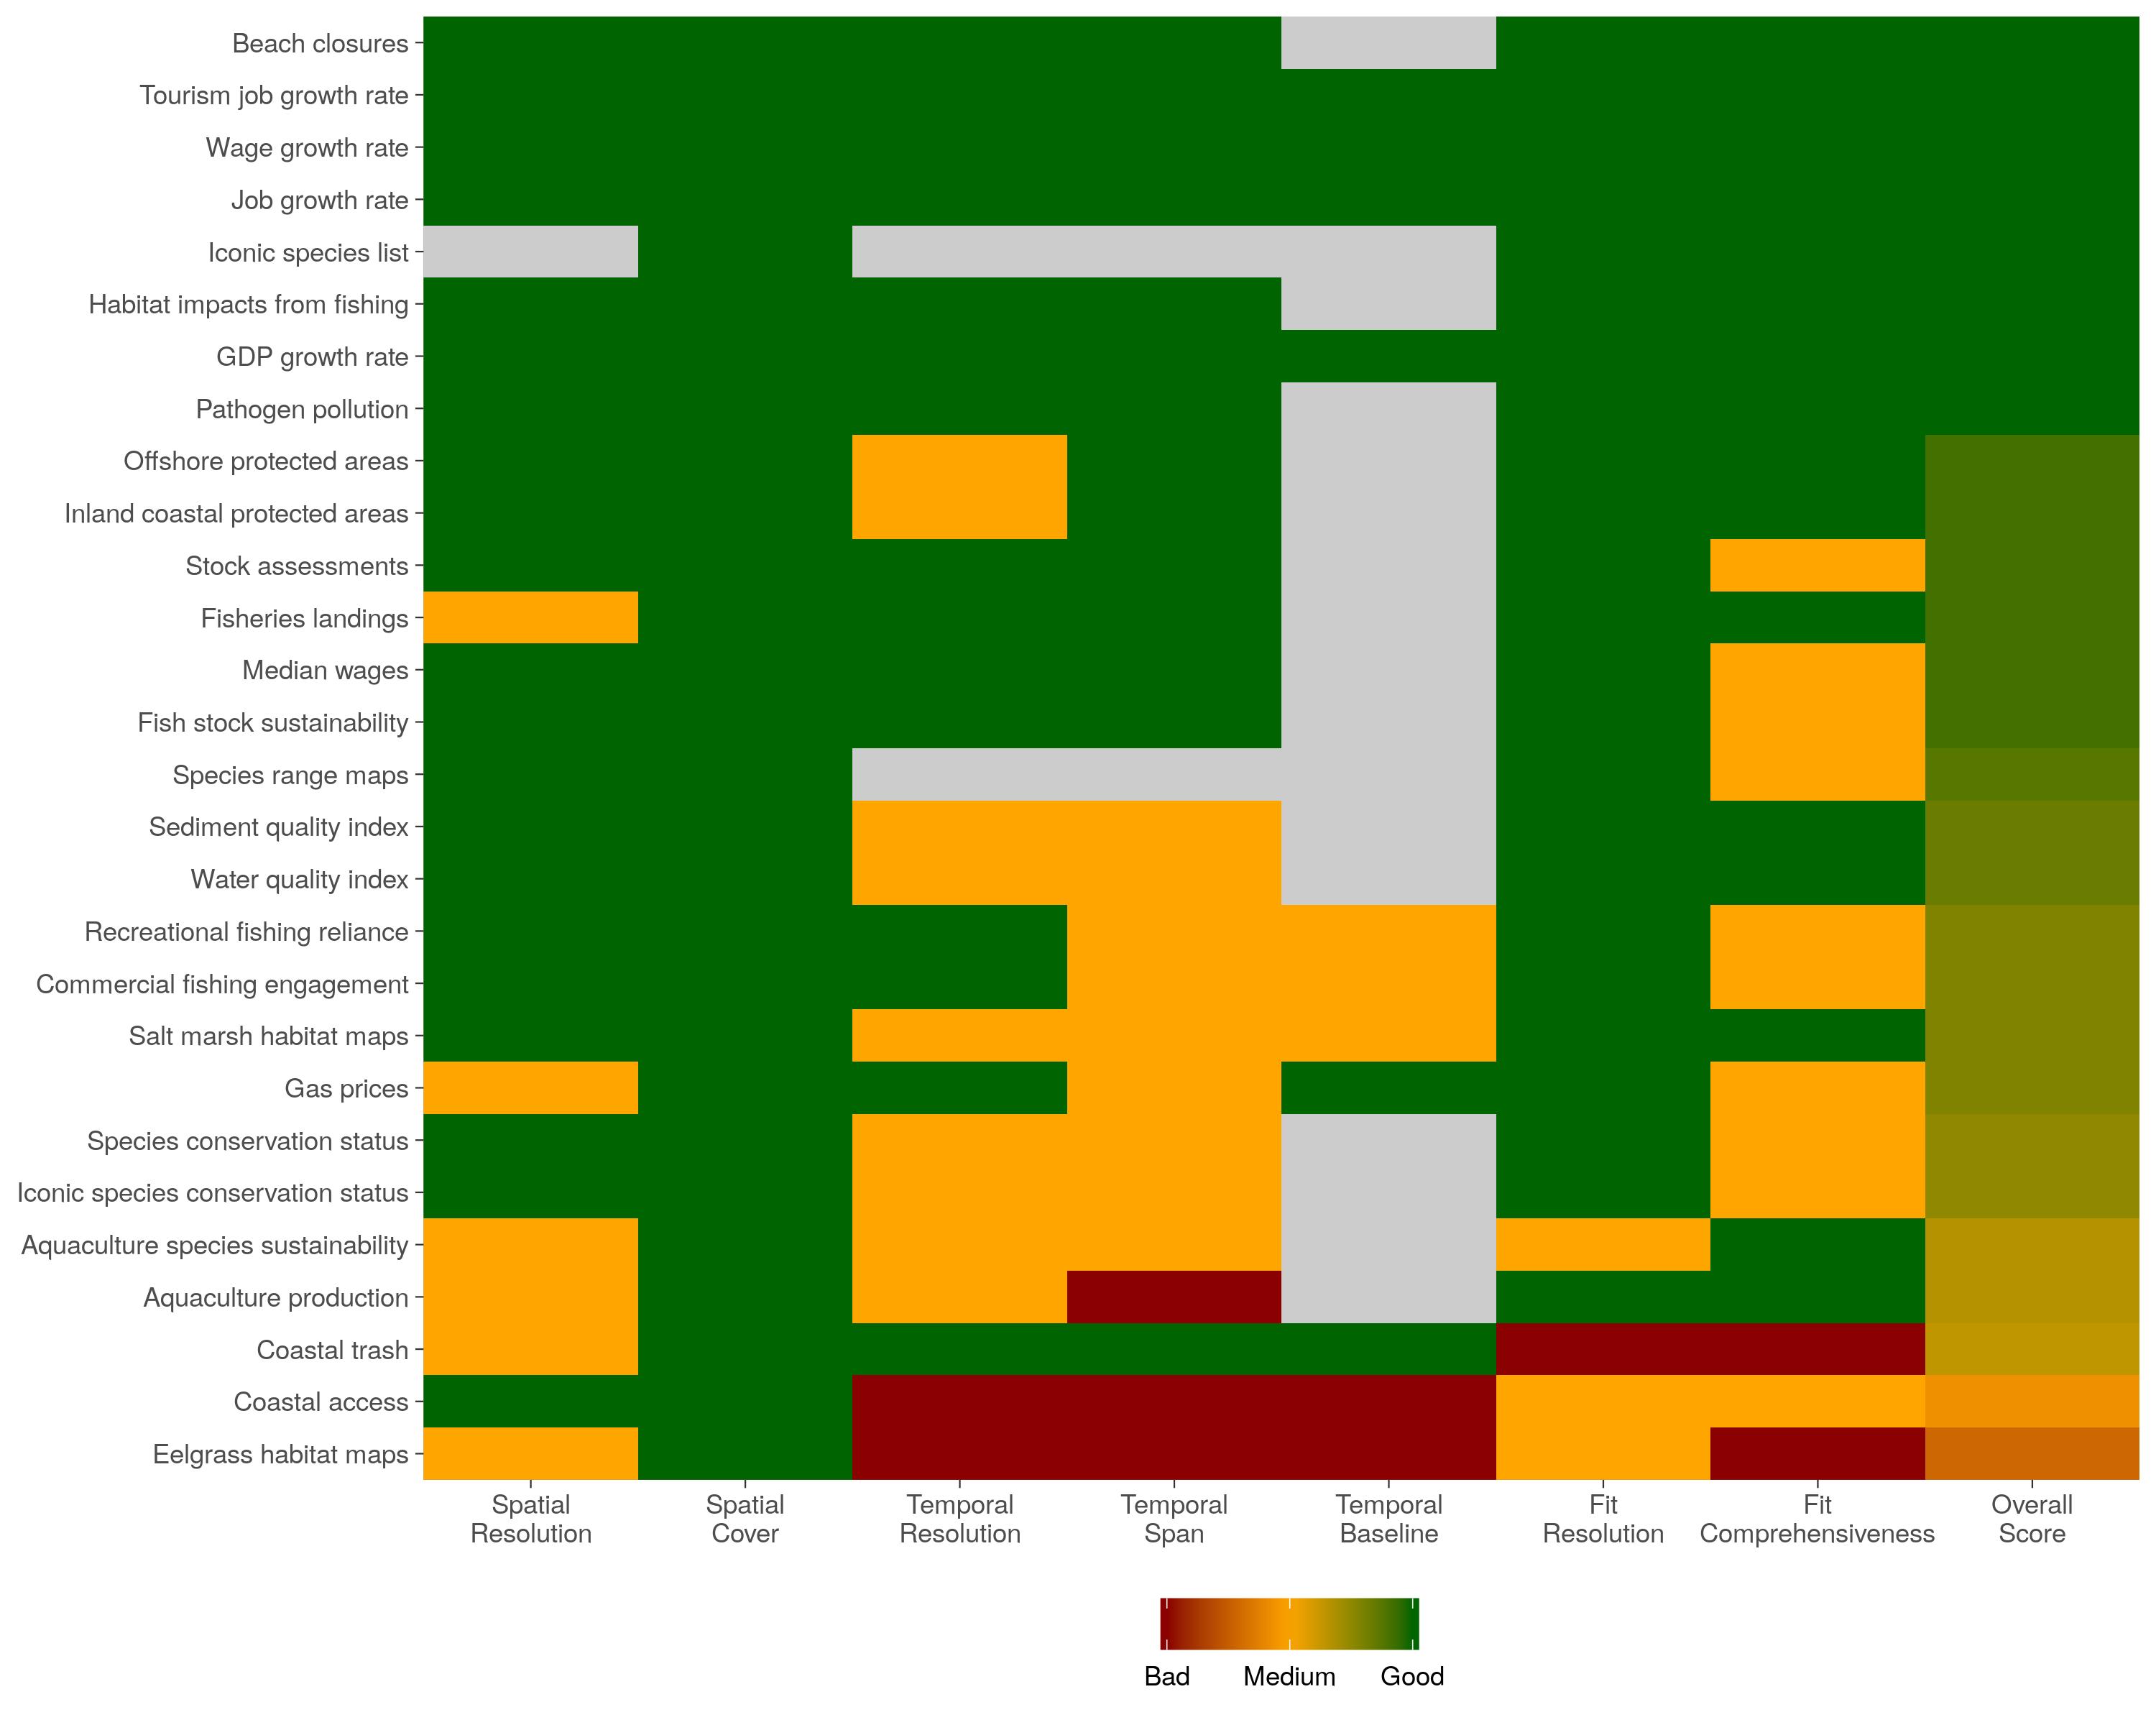 Beach closures
Tourism job growth rate
Wage growth rate
Job growth rate
Iconic species list
Habitat impacts from fishing
GDP growth rate
Pathogen pollution
Offshore protected areas
Inland coastal protected areas
Stock assessments
Fisheries landings
Median wages
Fish stock sustainability
Species range maps
Sediment quality index
Water quality index
Recreational fishing reliance
Commercial fishing engagement
Salt marsh habitat maps
Gas prices
Species conservation status
Iconic species conservation status
Aquaculture species sustainability
Aquaculture production
Coastal trash
Coastal access
Eelgrass habitat maps
Spatial Spatial Temporal Temporal Temporal Fit Fit Overall
Resolution Cover Resolution Span Baseline Resolution Comprehensiveness Score
Bad Medium Good